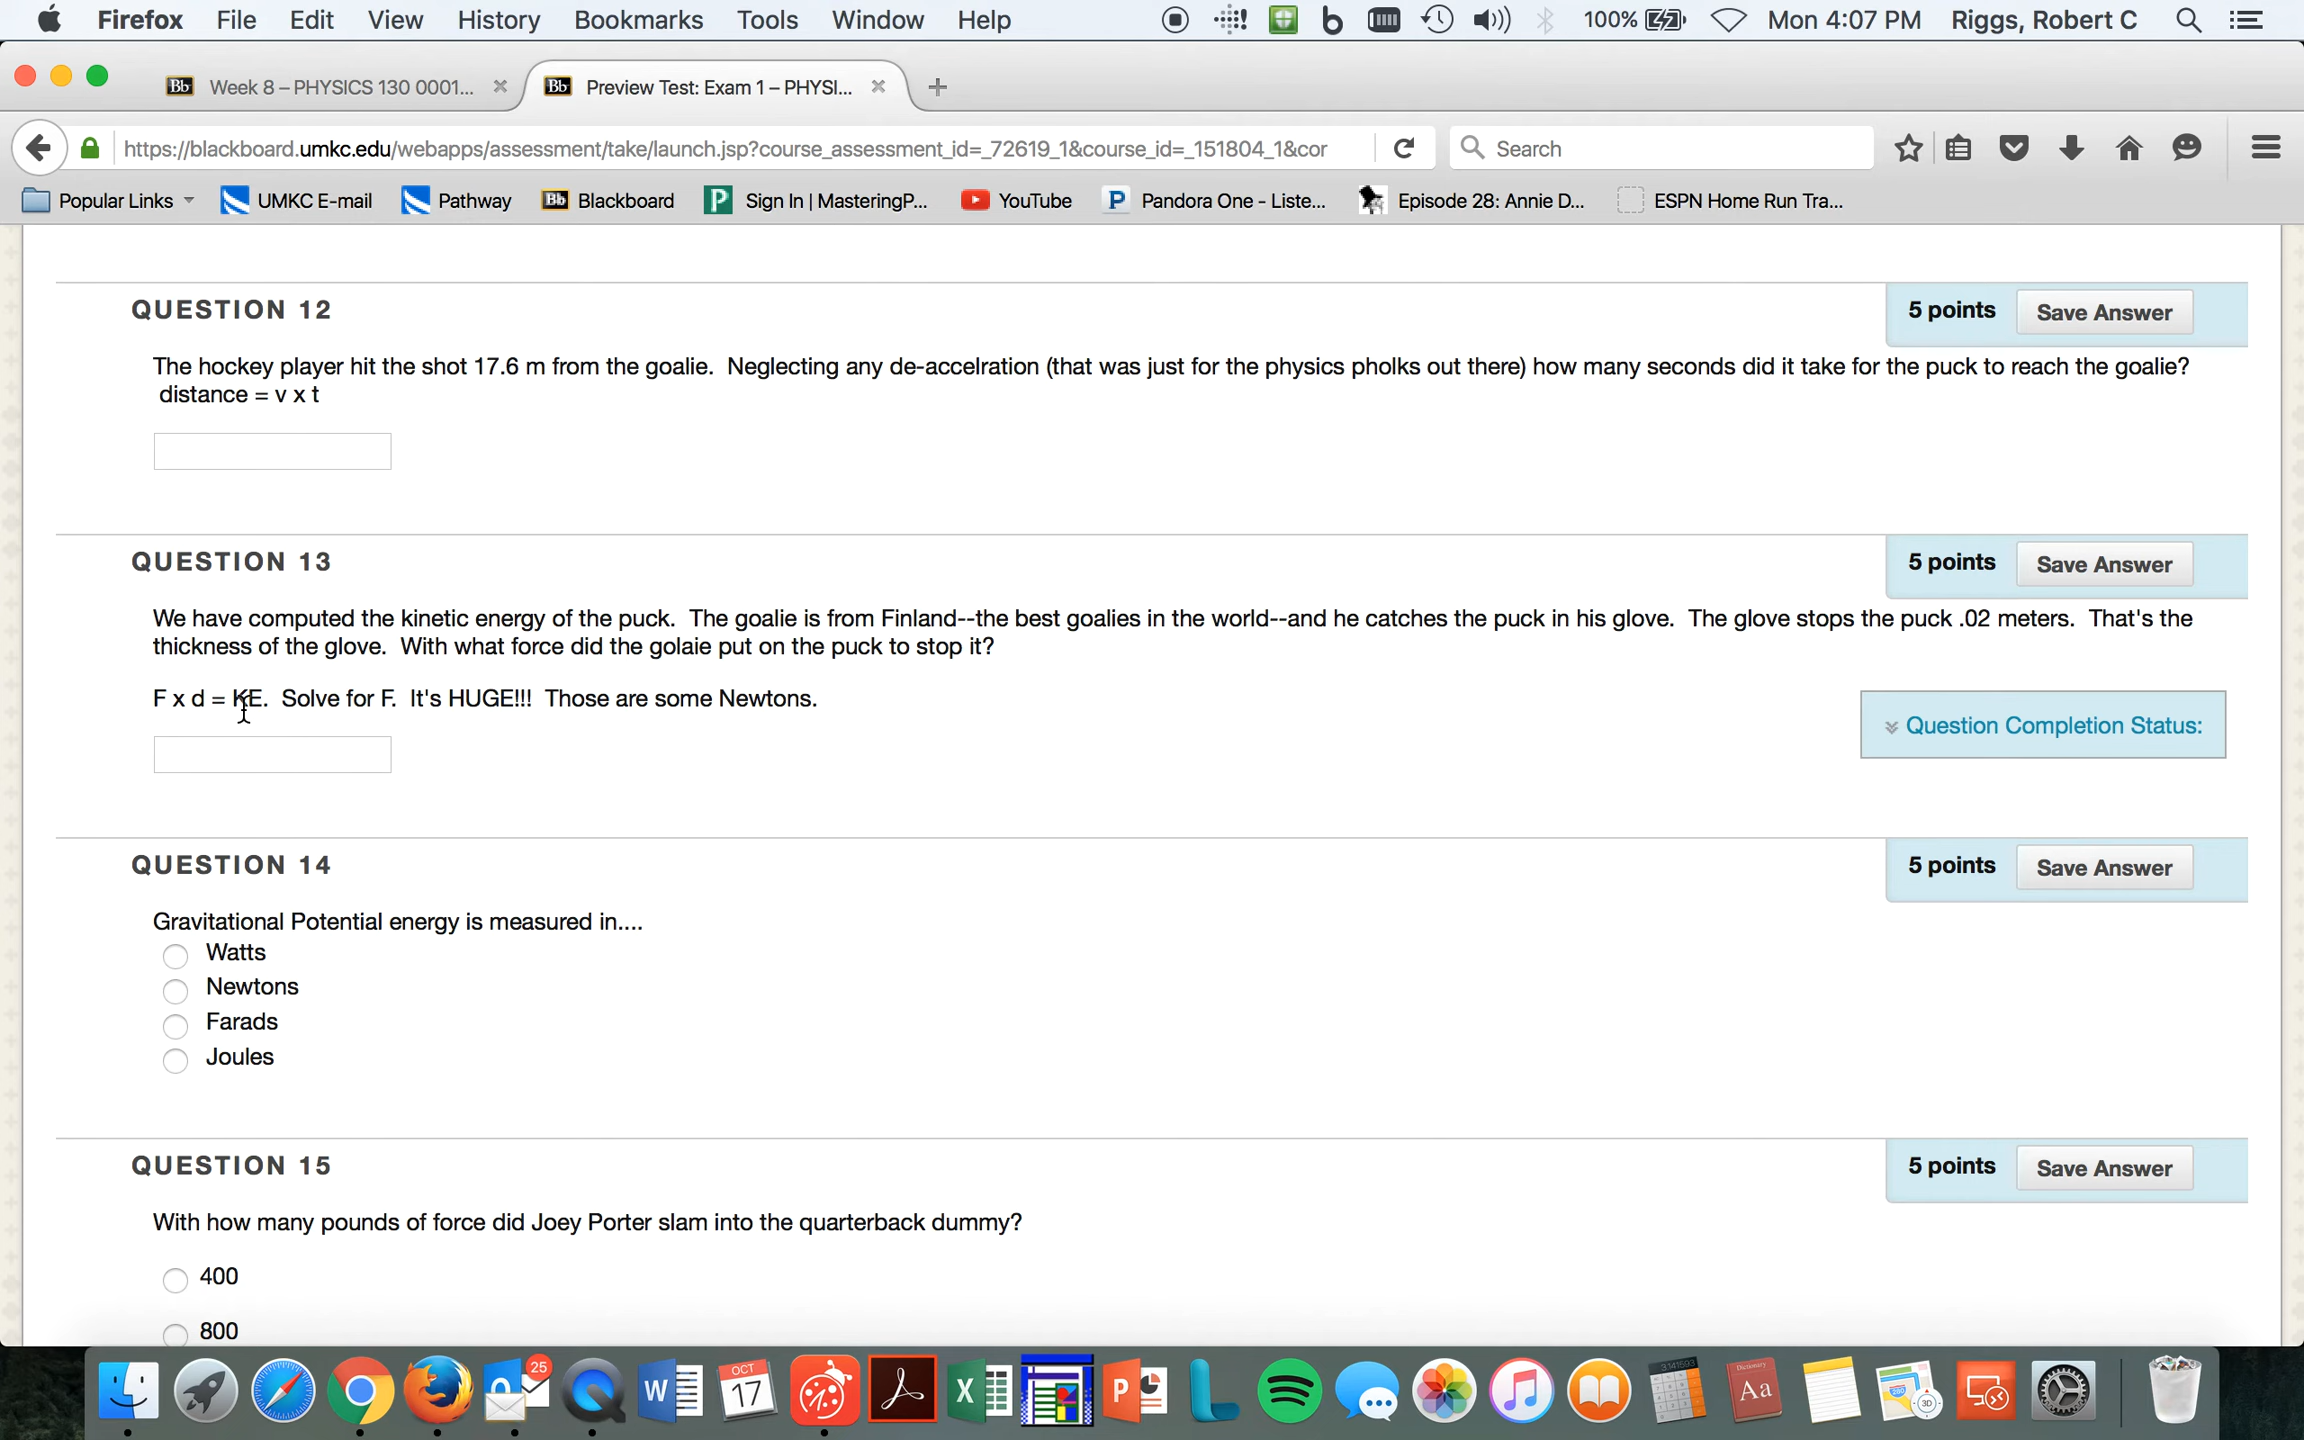 Firefox File Edit View History Bookmarks Tools Window Help 100% Mon 4:07 PM Riggs, Robert C
Week 8 – PHYSICS 130 0001... Preview Test: Exam 1 – PHYSI...
https://blackboard.umkc.edu/webapps/assessment/take/launch.jsp?course_assessment_id=_72619_1&course_id=_151804_1&cor Search
Popular Links UMKC E-mail Pathway Blackboard Sign In | MasteringP... YouTube Pandora One - Liste... Episode 28: Annie D... ESPN Home Run Tra...
QUESTION 12
5 points Save Answer
The hockey player hit the shot 17.6 m from the goalie. Neglecting any de-accelration (that was just for the physics pholks out there) how many seconds did it take for the puck to reach the goalie?
distance = v x t
QUESTION 13
5 points Save Answer
We have computed the kinetic energy of the puck. The goalie is from Finland--the best goalies in the world--and he catches the puck in his glove. The glove stops the puck .02 meters. That's the
thickness of the glove. With what force did the golaie put on the puck to stop it?
F x d = KE. Solve for F. It's HUGE!!! Those are some Newtons.
Question Completion Status:
QUESTION 14
5 points Save Answer
Gravitational Potential energy is measured in....
Watts
Newtons
Farads
Joules
QUESTION 15
5 points Save Answer
With how many pounds of force did Joey Porter slam into the quarterback dummy?
400
800
25
OCT
17